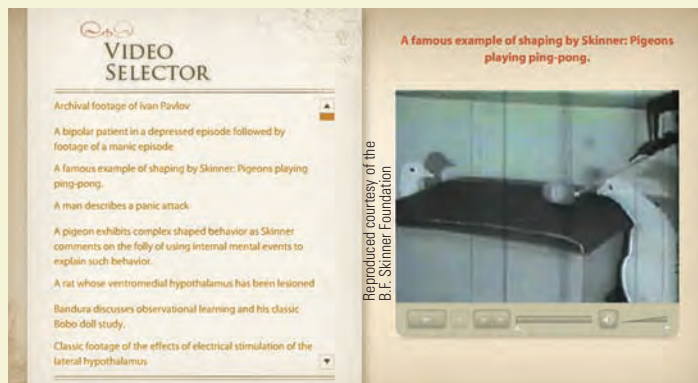 VIDEO
SELECTOR
Archival footage of Ivan Pavlov
A bipolar patient in a depressed episode followed by
footage of a manic episode
A famous example of shaping by Skinner: Pigeons playing
ping-pong.
A man describes a panic attack
A pigeon exhibits complex shaped behavior as Skinner
comments on the folly of using internal mental events to
explain such behavior.
A rat whose ventromedial hypothalamus has been lesioned
Bandura discusses observational learning and his classic
Bobo doll study.
Classic footage of the effects of electrical stimulation of the
lateral hypothalamus
A famous example of shaping by Skinner: Pigeons
playing ping-pong.
Reproduced courtesy of the
B.F. Skinner Foundation